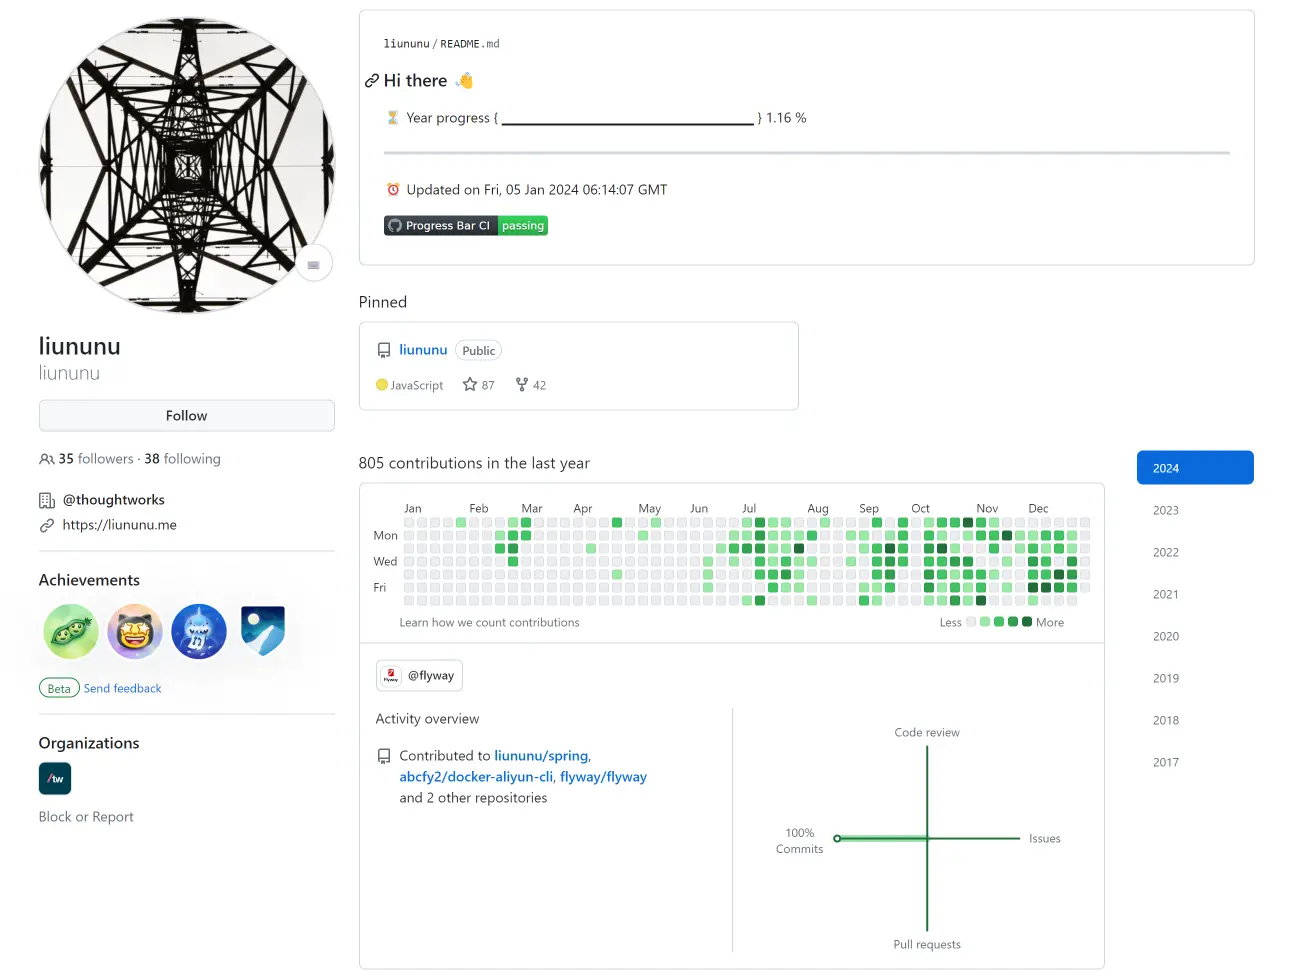 liununu
liununu
Follow
35 followers · 38 following
@thoughtworks
https://liununu.me
Achievements
Beta Send feedback
Organizations
/tw
Block or Report
liununu / README.md
Hi there 👋
⏳ Year progress { ▁▁▁▁▁▁▁▁▁▁▁▁▁▁▁▁▁▁▁▁▁▁▁▁▁▁▁▁▁▁ } 1.16 %
⏰ Updated on Fri, 05 Jan 2024 06:14:07 GMT
Progress Bar CI passing
Pinned
liununu Public
JavaScript 87 42
805 contributions in the last year
Jan Feb Mar Apr May Jun Jul Aug Sep Oct Nov Dec
Mon
Wed
Fri
Learn how we count contributions Less More
Flyway @flyway
Activity overview
Contributed to liununu/spring,
abcfy2/docker-aliyun-cli, flyway/flyway
and 2 other repositories
Code review
100%
Commits
Issues
Pull requests
2024
2023
2022
2021
2020
2019
2018
2017